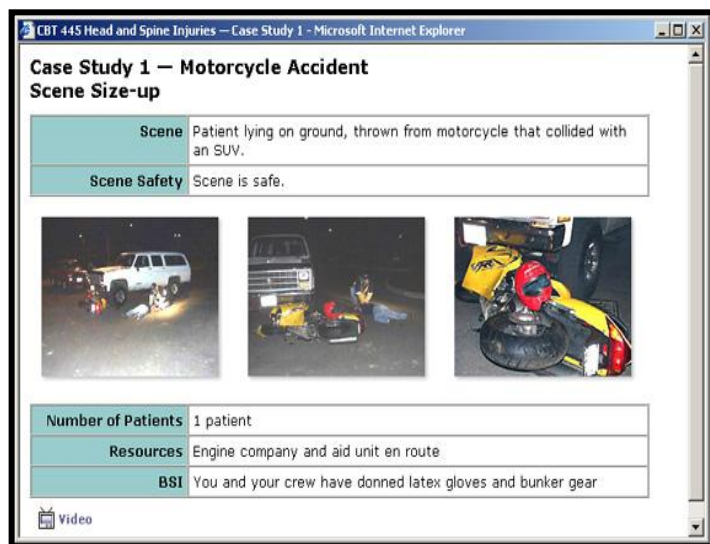 CBT 445 Head and Spine Injuries — Case Study 1 - Microsoft Internet Explorer
Case Study 1 — Motorcycle Accident
Scene Size-up
Scene Patient lying on ground, thrown from motorcycle that collided with
an SUV.
Scene Safety Scene is safe.
Number of Patients 1 patient
Resources Engine company and aid unit en route
BSI You and your crew have donned latex gloves and bunker gear
Video